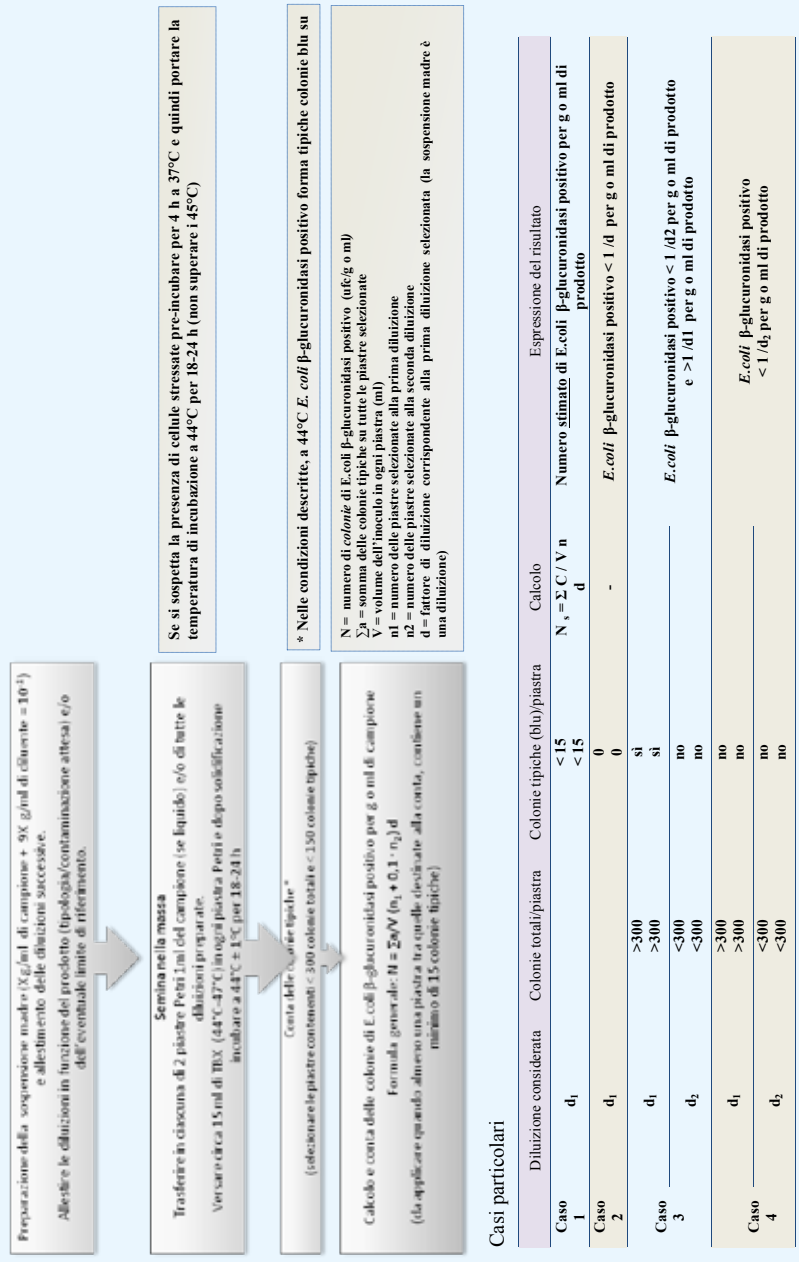 Preparazione della sospensione madre (Xg/ml di campione + 9X g/ml di diluente = 10⁻¹)
e allestimento delle diluizioni successive.
Allestire le diluizioni in funzione del prodotto (tipologia/contaminazione attesa) e/o
dell'eventuale limite di riferimento.
Semina nella massa
Trasferire in ciascuna di 2 piastre Petri 1ml del campione (se liquido) e/o di tutte le
diluizioni preparate.
Versare circa 15 ml di TBX (44°C-47°C) in ogni piastra Petri e dopo solidificazione
incubare a 44°C ± 1°C per 18-24 h
Se si sospetta la presenza di cellule stressate pre-incubare per 4 h a 37°C e quindi portare la
temperatura di incubazione a 44°C per 18-24 h (non superare i 45°C)
Conta delle colonie tipiche *
(selezionare le piastre contenenti < 300 colonie totali e < 150 colonie tipiche)
* Nelle condizioni descritte, a 44°C E. coli β-glucuronidasi positivo forma tipiche colonie blu su
Calcolo e conta delle colonie di E.coli β-glucuronidasi positivo per g o ml di campione
Formula generale: N = Σa/V (n₁ + 0,1 · n₂) d
(da applicare quando almeno una piastra tra quelle destinate alla conta, contiene un
minimo di 15 colonie tipiche)
N = numero di colonie di E.coli β-glucuronidasi positivo (ufc/g o ml)
∑a = somma delle colonie tipiche su tutte le piastre selezionate
V = volume dell'inoculo in ogni piastra (ml)
n1 = numero delle piastre selezionate alla prima diluizione
n2 = numero delle piastre selezionate alla seconda diluizione
d = fattore di diluizione corrispondente alla prima diluizione selezionata (la sospensione madre è
una diluizione)
Casi particolari
Diluizione considerata Colonie totali/piastra Colonie tipiche (blu)/piastra Calcolo Espressione del risultato
Caso d₁ < 15 N s = Σ C / V n Numero stimato di E.coli β-glucuronidasi positivo per g o ml di
1 < 15 d prodotto
Caso d₁ 0 - E.coli β-glucuronidasi positivo < 1 /d per g o ml di prodotto
2 0
Caso d₁ >300 sì E.coli β-glucuronidasi positivo < 1 /d2 per g o ml di prodotto
3 >300 sì e >1 /d1 per g o ml di prodotto
d₂ <300 no
<300 no
Caso d₁ >300 no E.coli β-glucuronidasi positivo
4 >300 no < 1 /d₂ per g o ml di prodotto
d₂ <300 no
<300 no